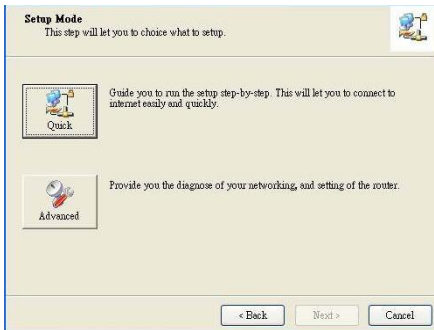 Setup Mode
This step will let you to choice what to setup.
Guide you to run the setup step-by-step. This will let you to connect to
internet easily and quickly.
Quick
Provide you the diagnose of your networking, and setting of the router.
Advanced
< Back
Next >
Cancel